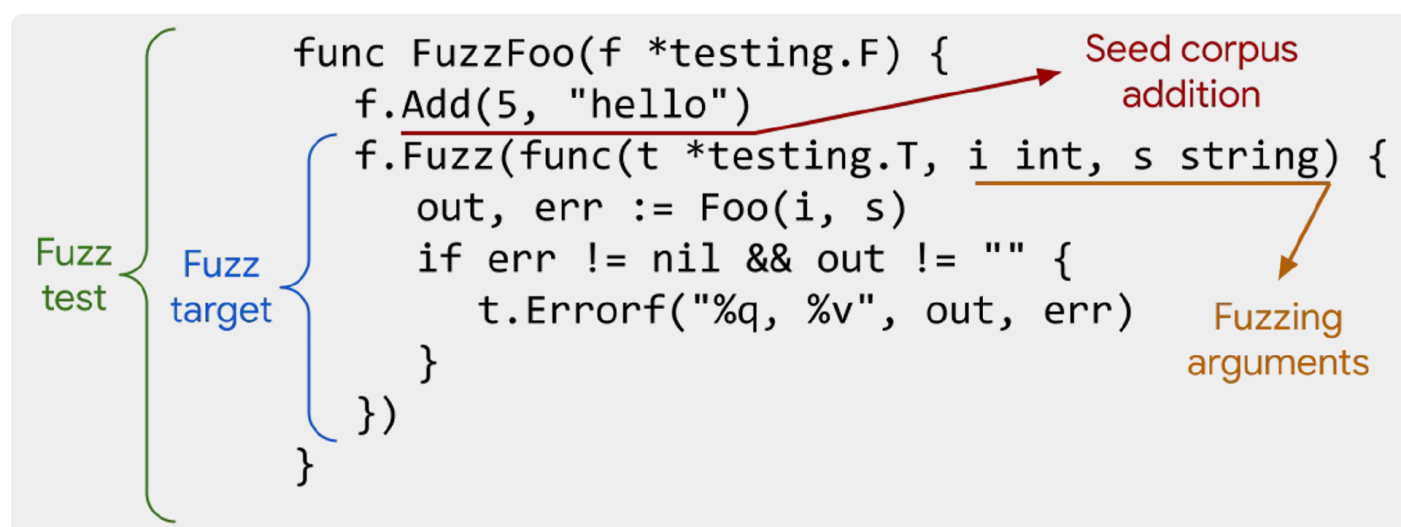 func FuzzFoo(f *testing.F) {
Seed corpus
addition
f.Add(5, "hello")
f.Fuzz(func(t *testing.T, i int, s string) {
out, err := Foo(i, s)
Fuzz
test
Fuzz
target
if err != nil && out != "" {
t.Errorf("%q, %v", out, err)
Fuzzing
arguments
}
})
}